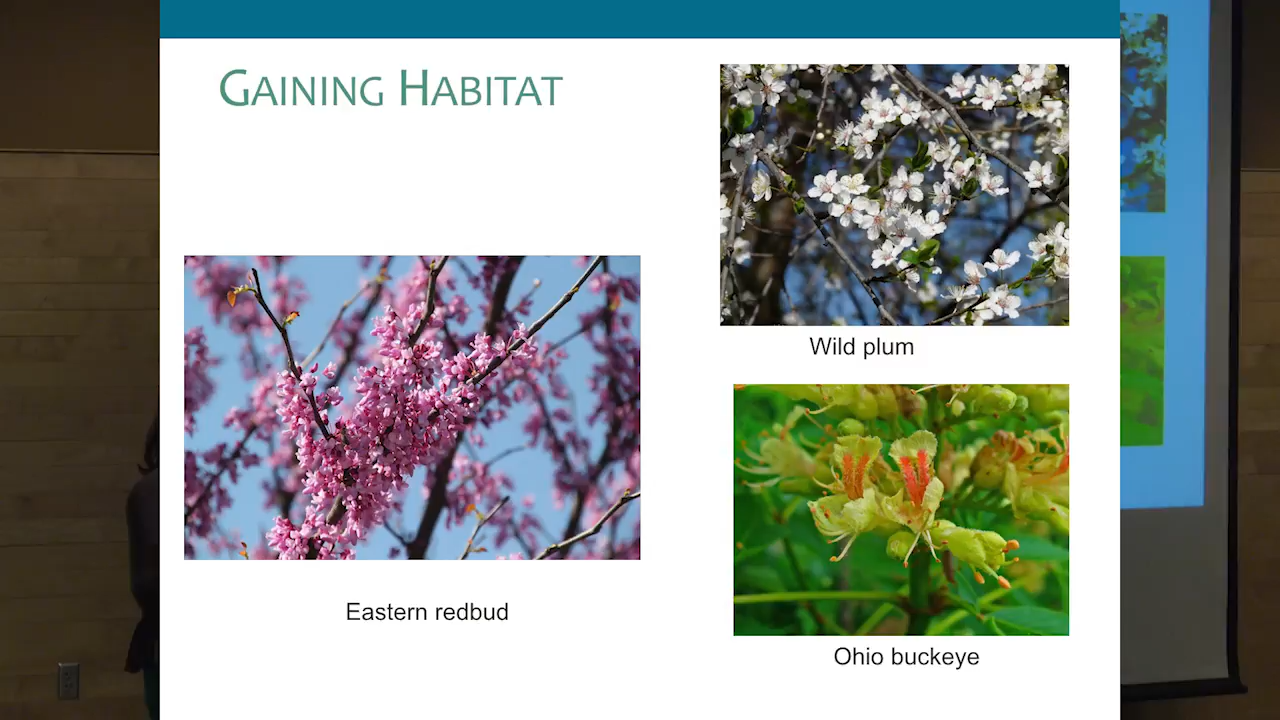 GAINING HABITAT
Wild plum
Eastern redbud
Ohio buckeye